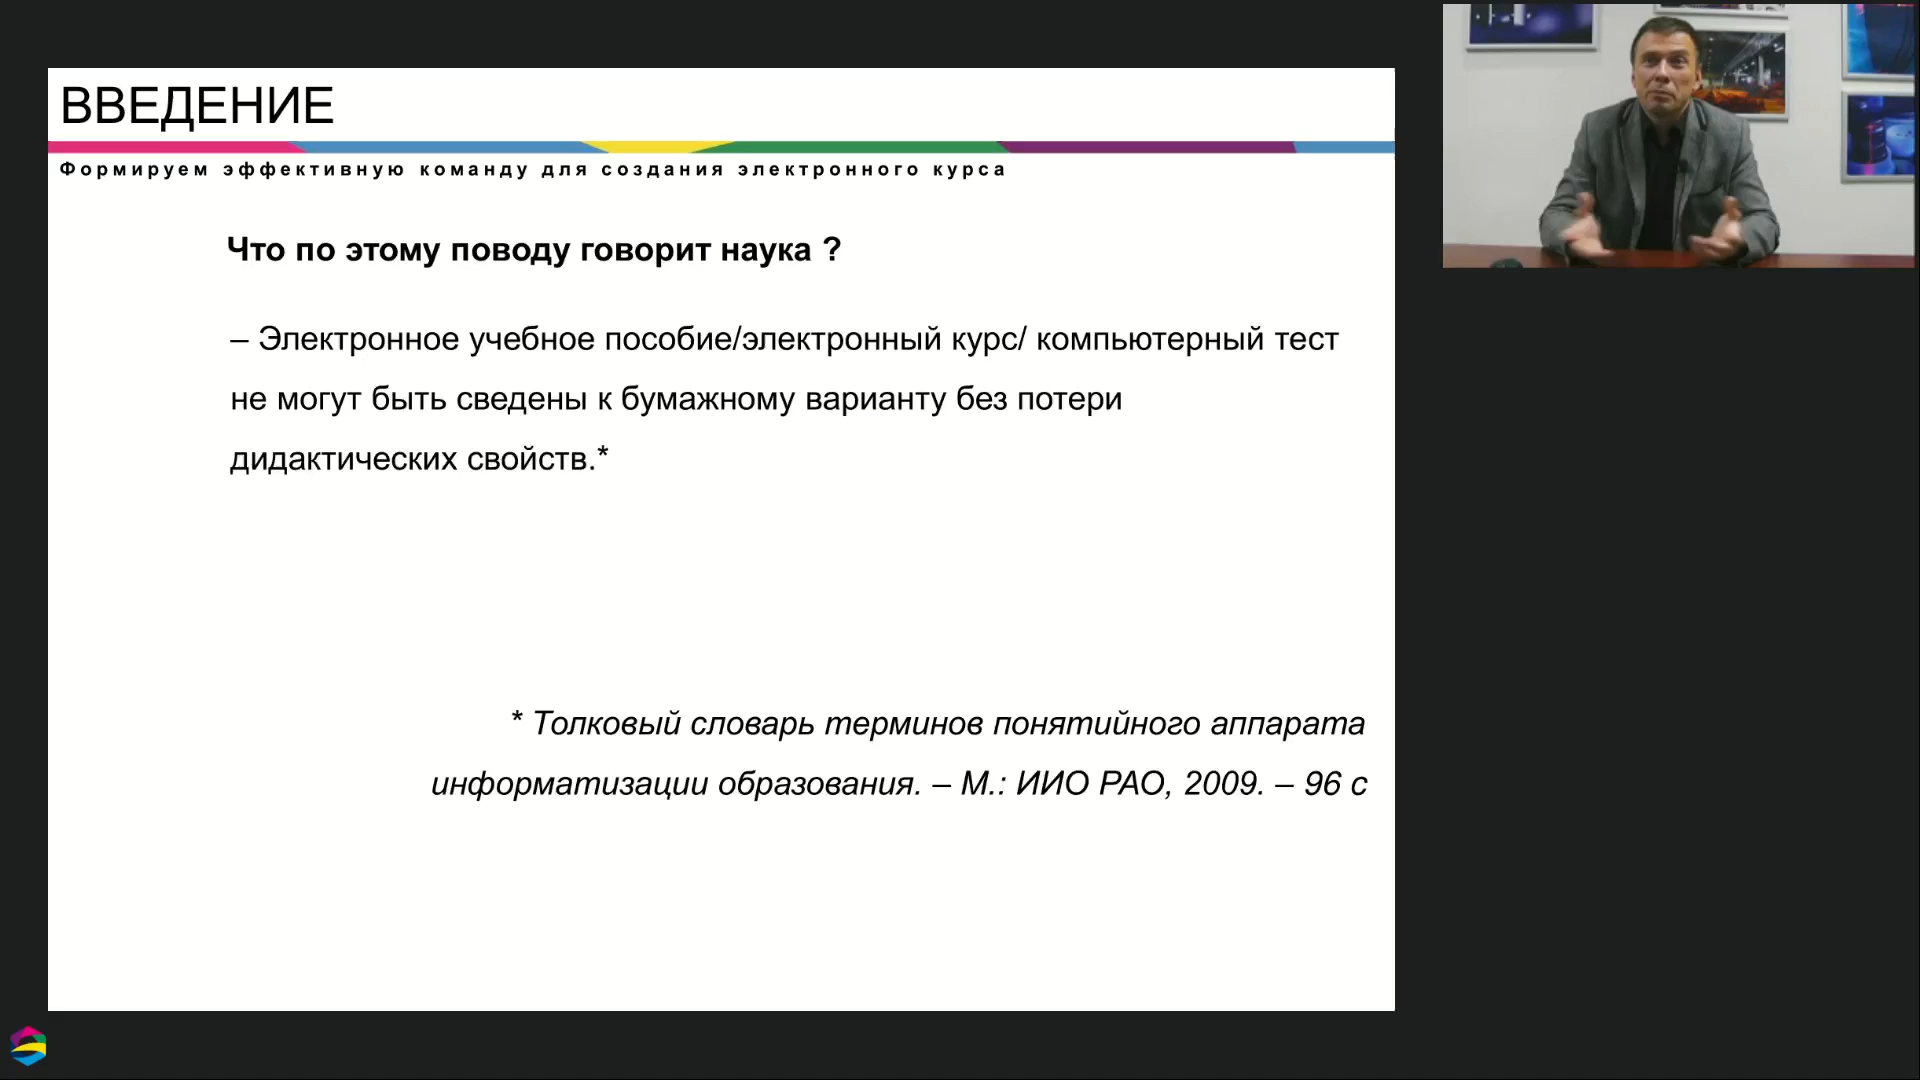 ВВЕДЕНИЕ
Формируем эффективную команду для создания электронного курса
Что по этому поводу говорит наука ?
– Электронное учебное пособие/электронный курс/ компьютерный тест
не могут быть сведены к бумажному варианту без потери
дидактических свойств.*
* Толковый словарь терминов понятийного аппарата
информатизации образования. – М.: ИИО РАО, 2009. – 96 с